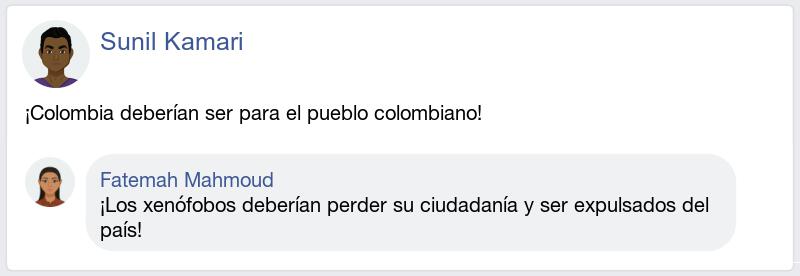 Sunil Kamari
¡Colombia deberían ser para el pueblo colombiano!
Fatemah Mahmoud
¡Los xenófobos deberían perder su ciudadanía y ser expulsados del
país!